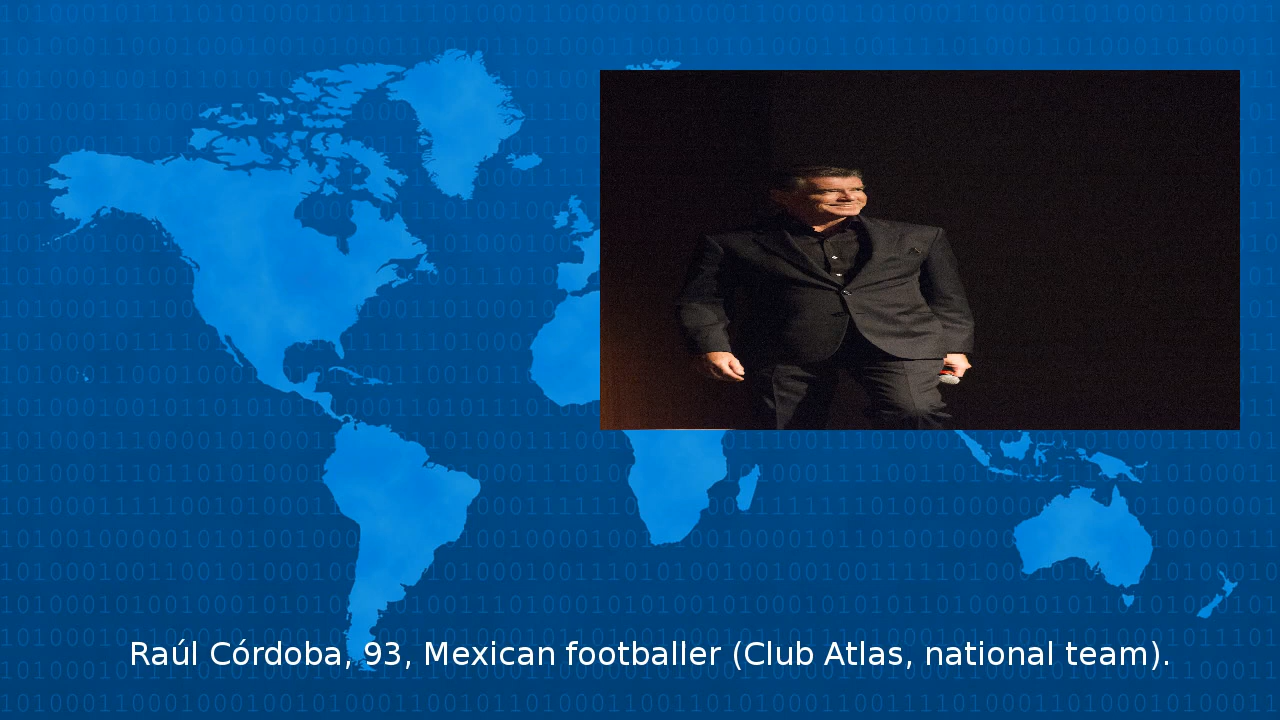 Raúl Córdoba, 93, Mexican footballer (Club Atlas, national team).